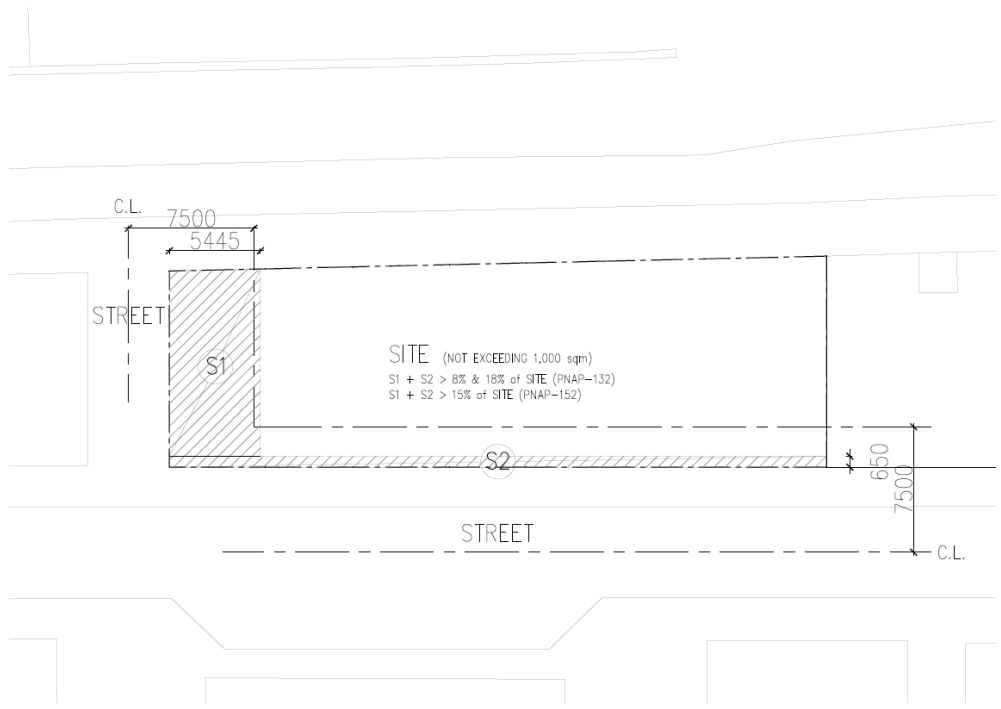 C.L.
7500
5445
STREET
S1
SITE (NOT EXCEEDING 1,000 sqm)
S1 + S2 > 8% & 18% of SITE (PNAP-132)
S1 + S2 > 15% of SITE (PNAP-152)
S2
650
7500
STREET
C.L.